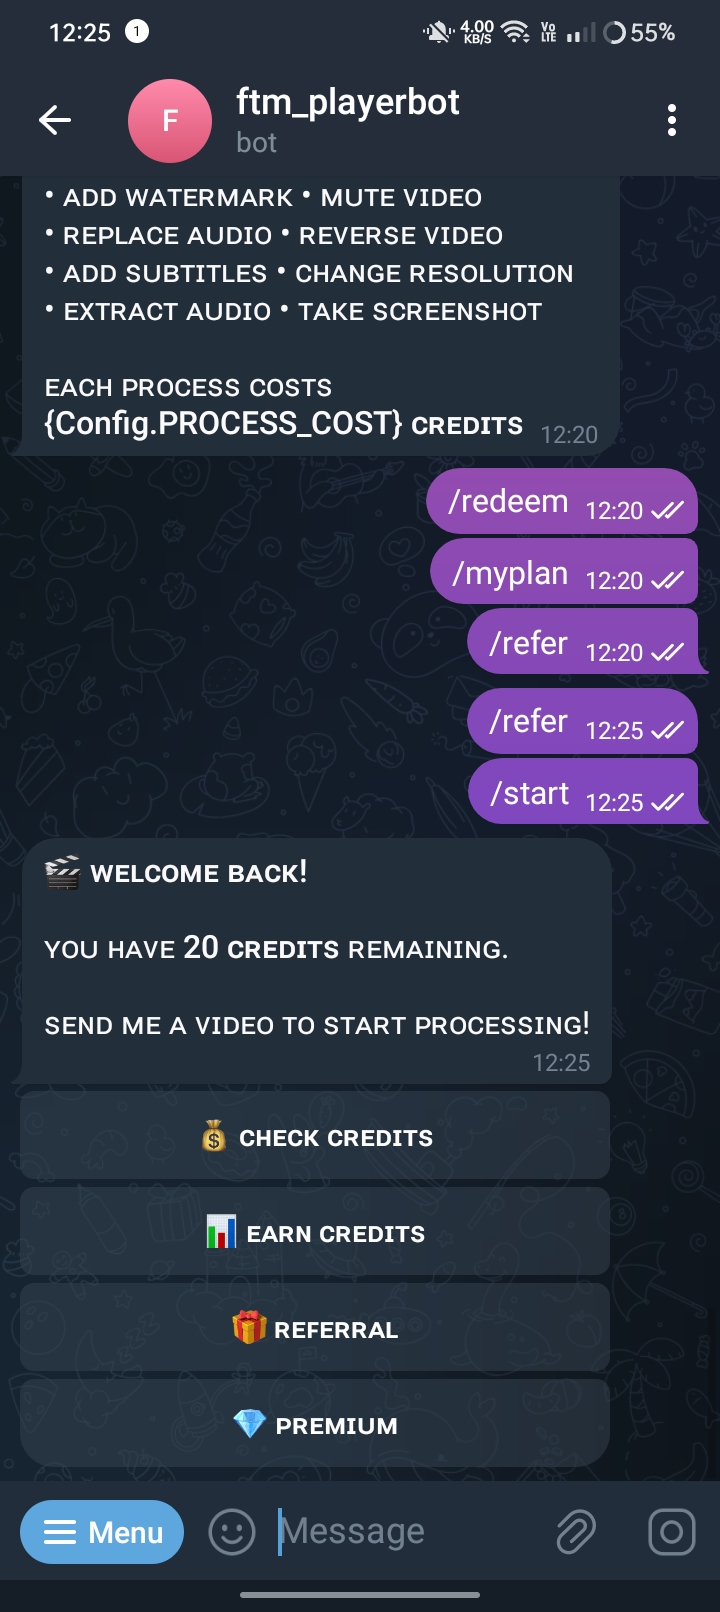 12:25 1 4.00 KB/S Vo LTE 55%
F
ftm_playerbot
bot
• ADD WATERMARK • MUTE VIDEO
• REPLACE AUDIO • REVERSE VIDEO
• ADD SUBTITLES • CHANGE RESOLUTION
• EXTRACT AUDIO • TAKE SCREENSHOT
EACH PROCESS COSTS
{Config.PROCESS_COST} CREDITS 12:20
/redeem 12:20
/myplan 12:20
/refer 12:20
/refer 12:25
/start 12:25
🎬 WELCOME BACK!
YOU HAVE 20 CREDITS REMAINING.
SEND ME A VIDEO TO START PROCESSING!
12:25
💰 CHECK CREDITS
📊 EARN CREDITS
🎁 REFERRAL
💎 PREMIUM
Menu
Message